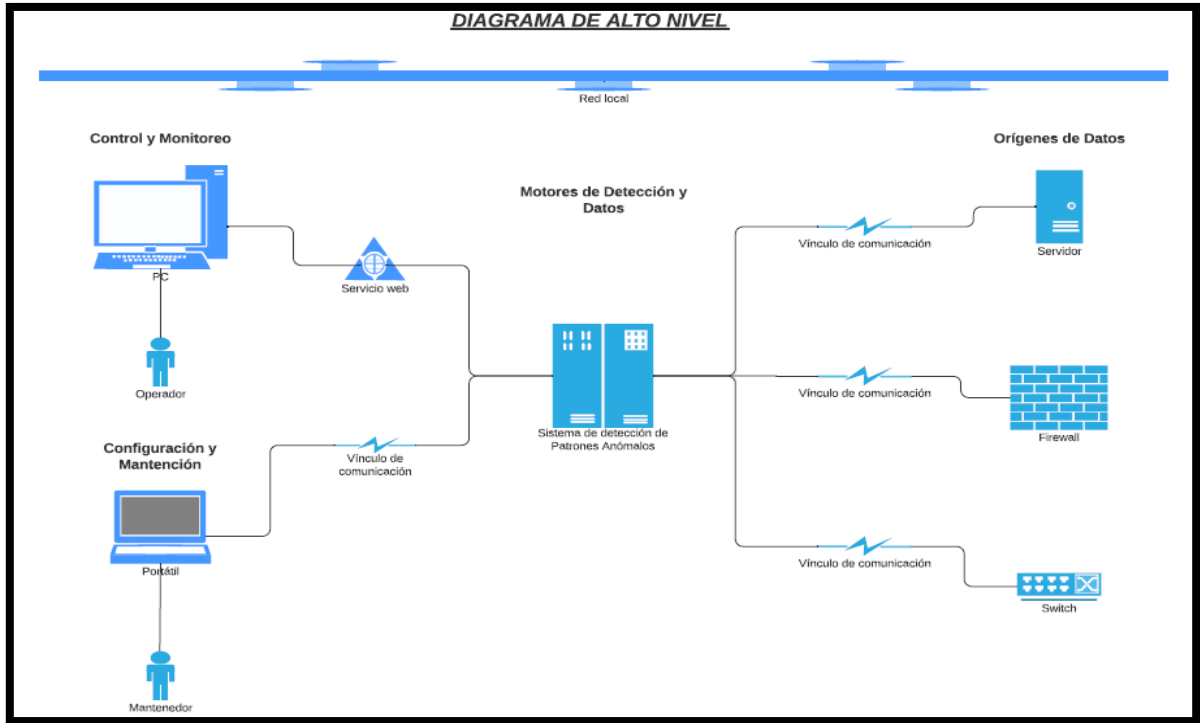 DIAGRAMA DE ALTO NIVEL
Red local
Control y Monitoreo
Orígenes de Datos
Motores de Detección y
Datos
PC
Servicio web
Vínculo de comunicación
Servidor
Operador
Sistema de detección de
Patrones Anómalos
Vínculo de comunicación
Firewall
Configuración y
Mantención
Vínculo de
comunicación
Portátil
Vínculo de comunicación
Switch
Mantenedor